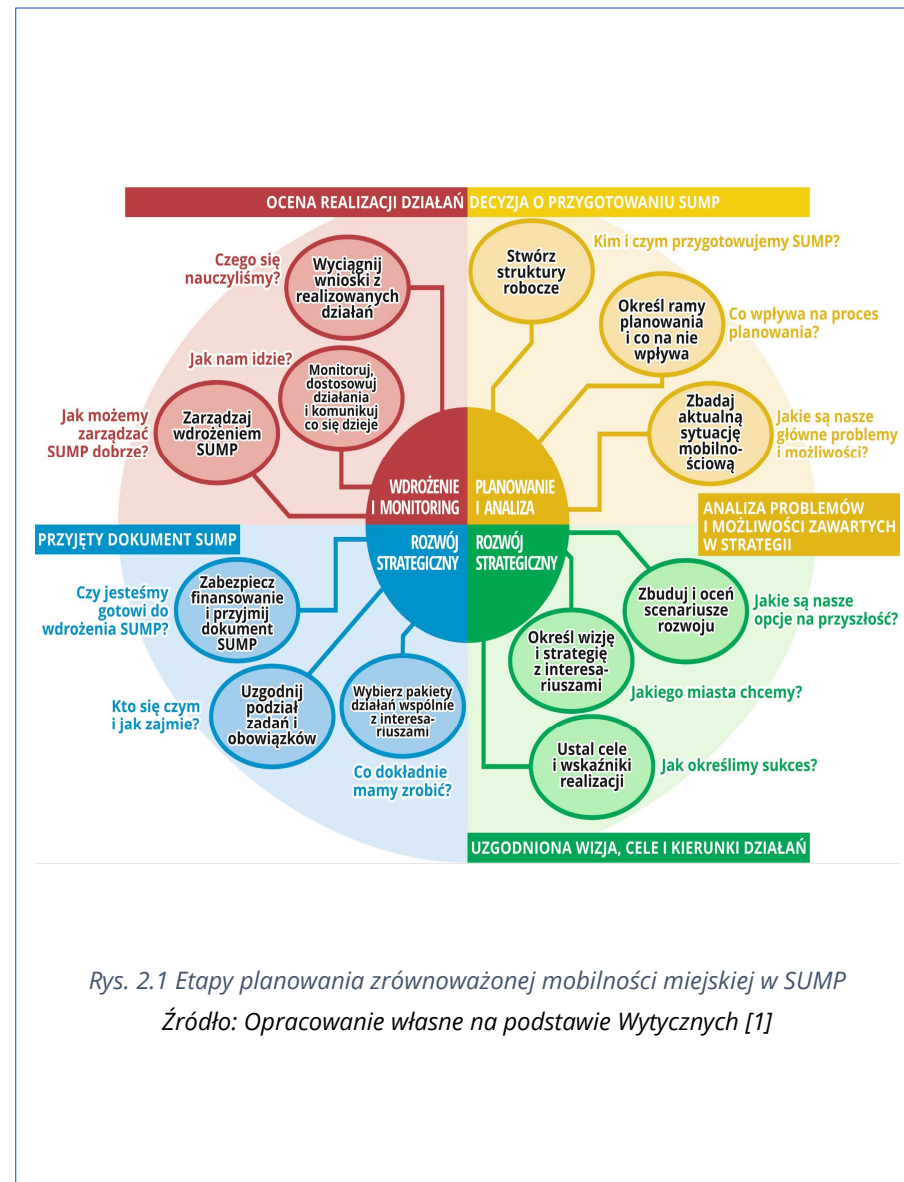 OCENA REALIZACJI DZIAŁAŃ
DECYZJA O PRZYGOTOWANIU SUMP
Czego się
nauczyliśmy?
Wyciągnij
wnioski z
realizowanych
działań
Jak nam idzie?
Monitoruj,
dostosowuj
działania
i komunikuj
co się dzieje
Jak możemy
zarządzać
SUMP dobrze?
Zarządzaj
wdrożeniem
SUMP
WDROŻENIE
I MONITORING
Stwórz
struktury
robocze
Kim i czym przygotowujemy SUMP?
Określ ramy
planowania
i co na nie
wpływa
Co wpływa na proces
planowania?
Zbadaj
aktualną
sytuację
mobilno-
ściową
Jakie są nasze
główne problemy
i możliwości?
PLANOWANIE
I ANALIZA
ANALIZA PROBLEMÓW
I MOŻLIWOŚCI ZAWARTYCH
W STRATEGII
PRZYJĘTY DOKUMENT SUMP
ROZWÓJ
STRATEGICZNY
Czy jesteśmy
gotowi do
wdrożenia SUMP?
Zabezpiecz
finansowanie
i przyjmij
dokument
SUMP
Kto się czym
i jak zajmie?
Uzgodnij
podział
zadań i
obowiązków
Wybierz pakiety
działań wspólnie
z interesa-
riuszami
Co dokładnie
mamy zrobić?
ROZWÓJ
STRATEGICZNY
Zbuduj i oceń
scenariusze
rozwoju
Jakie są nasze
opcje na przyszłość?
Określ wizję
i strategię
z interesa-
riuszami
Jakiego miasta chcemy?
Ustal cele
i wskaźniki
realizacji
Jak określimy sukces?
UZGODNIONA WIZJA, CELE I KIERUNKI DZIAŁAŃ
Rys. 2.1 Etapy planowania zrównoważonej mobilności miejskiej w SUMP
Źródło: Opracowanie własne na podstawie Wytycznych [1]